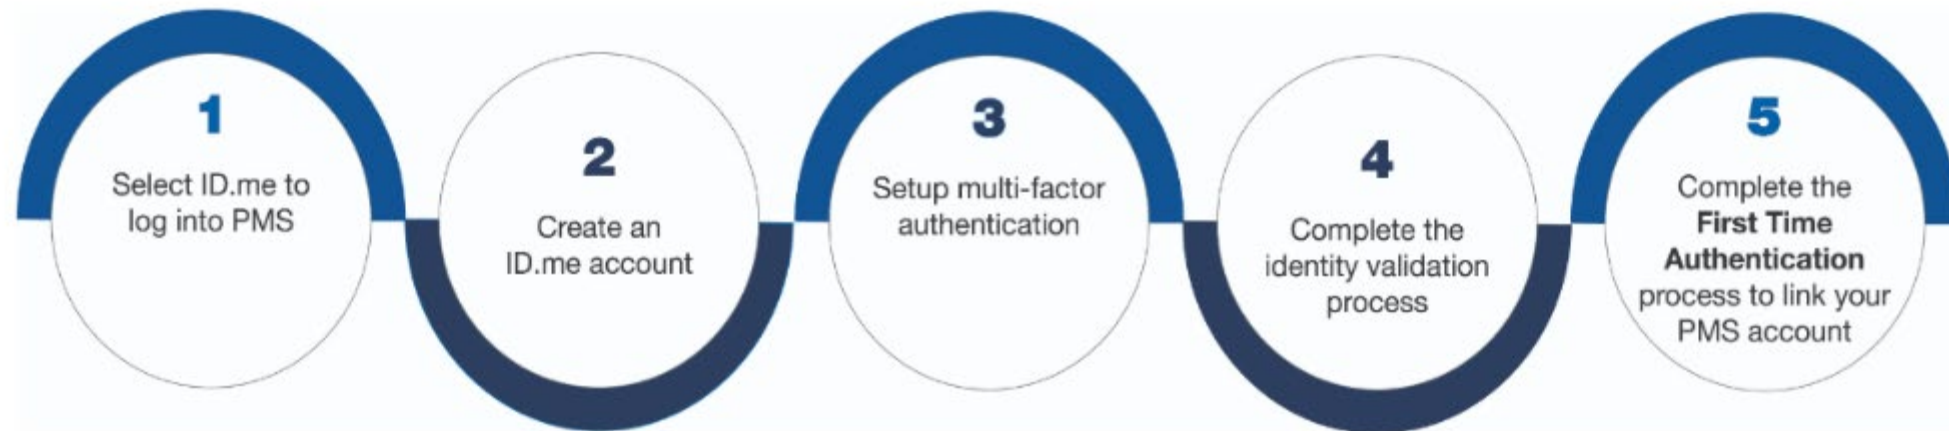 1
Select ID.me to
log into PMS
2
Create an
ID.me account
3
Setup multi-factor
authentication
4
Complete the
identity validation
process
5
Complete the
First Time
Authentication
process to link your
PMS account